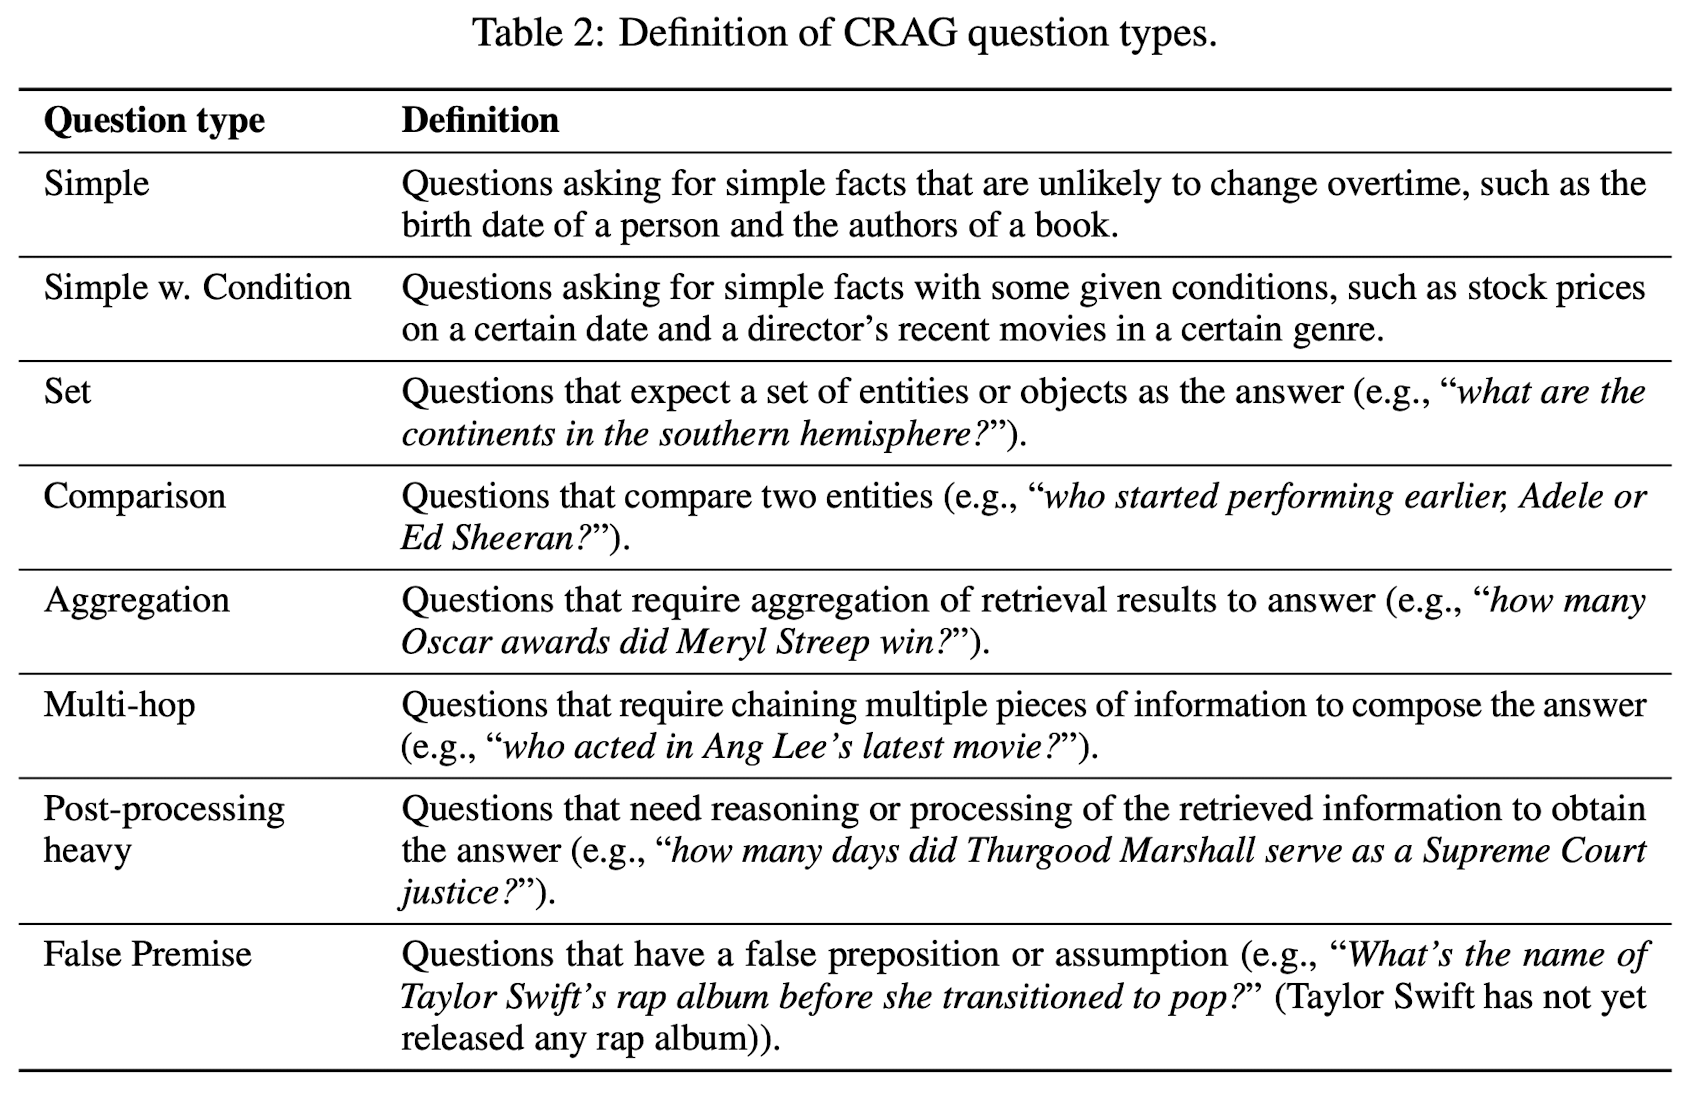 Table 2: Definition of CRAG question types.
Question type Definition
Simple Questions asking for simple facts that are unlikely to change overtime, such as the
birth date of a person and the authors of a book.
Simple w. Condition Questions asking for simple facts with some given conditions, such as stock prices
on a certain date and a director's recent movies in a certain genre.
Set Questions that expect a set of entities or objects as the answer (e.g., “what are the
continents in the southern hemisphere?”).
Comparison Questions that compare two entities (e.g., “who started performing earlier, Adele or
Ed Sheeran?”).
Aggregation Questions that require aggregation of retrieval results to answer (e.g., “how many
Oscar awards did Meryl Streep win?”).
Multi-hop Questions that require chaining multiple pieces of information to compose the answer
(e.g., “who acted in Ang Lee’s latest movie?”).
Post-processing Questions that need reasoning or processing of the retrieved information to obtain
heavy the answer (e.g., “how many days did Thurgood Marshall serve as a Supreme Court
justice?”).
False Premise Questions that have a false preposition or assumption (e.g., “What’s the name of
Taylor Swift’s rap album before she transitioned to pop?” (Taylor Swift has not yet
released any rap album)).